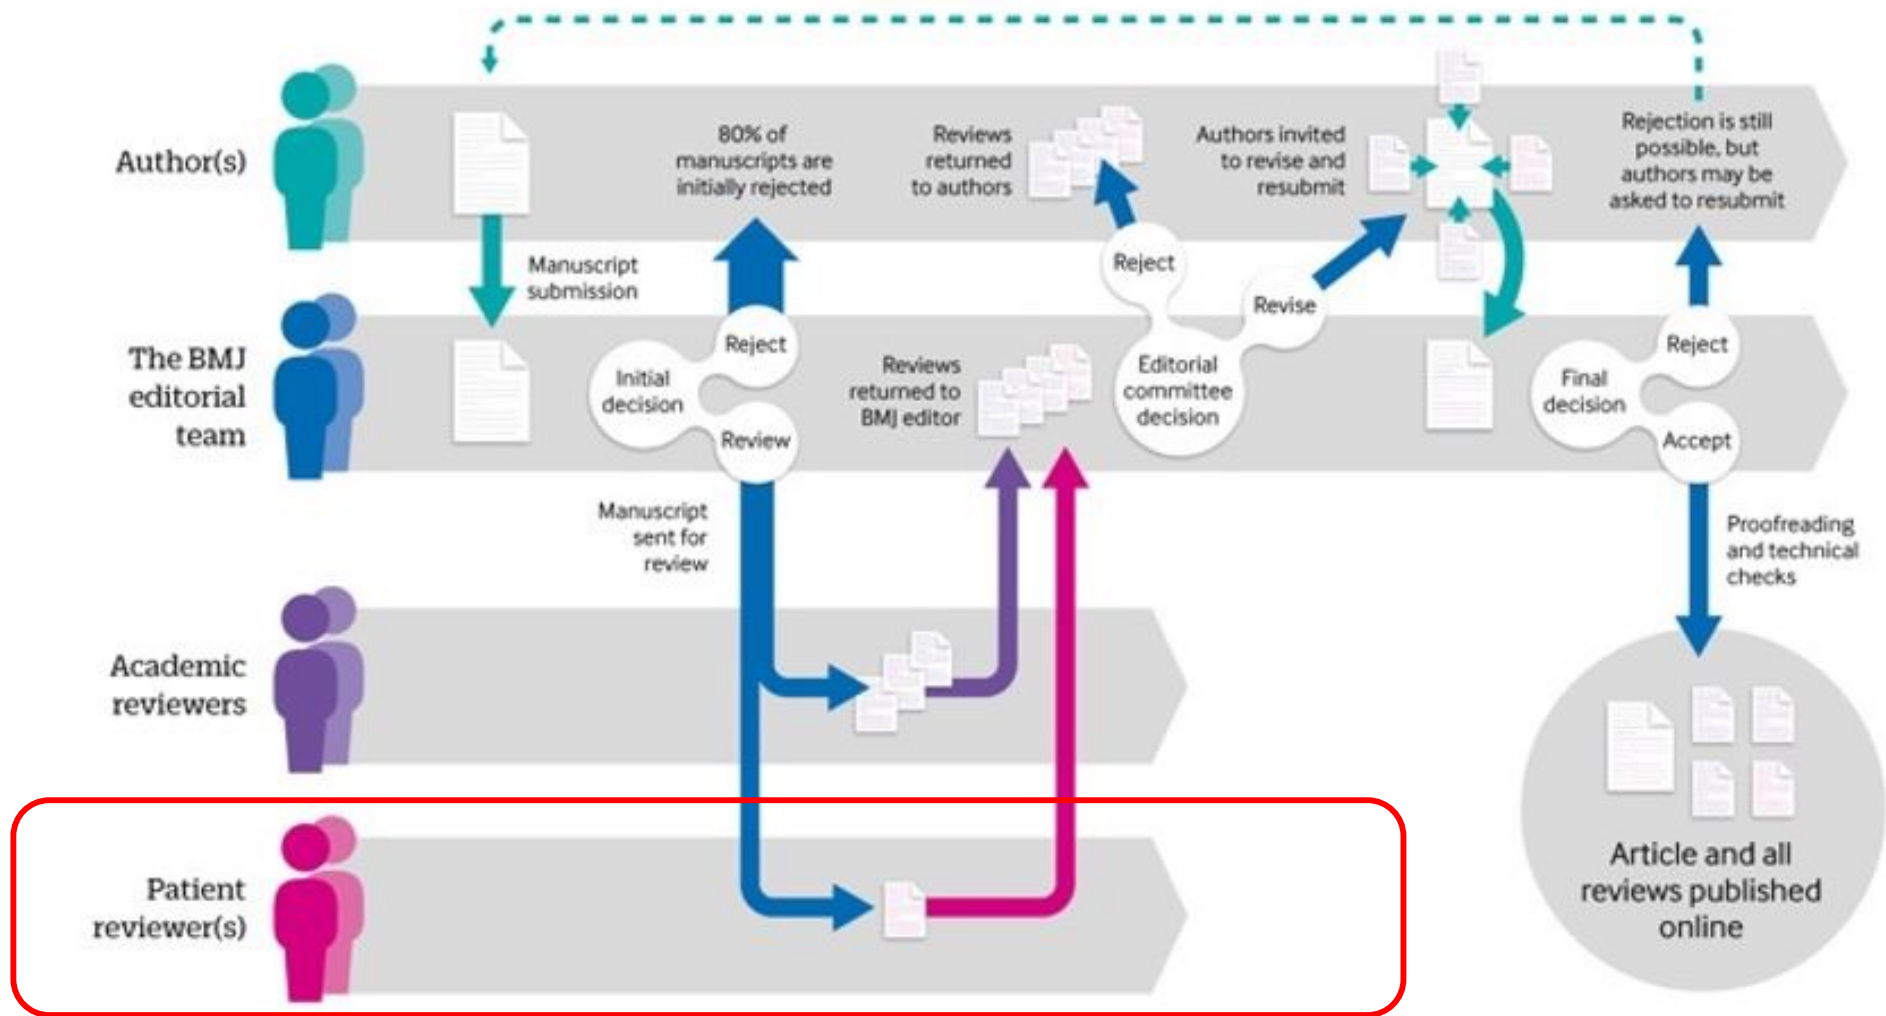 Author(s)
80% of
manuscripts are
initially rejected
Reviews
returned
to authors
Authors invited
to revise and
resubmit
Rejection is still
possible, but
authors may be
asked to resubmit
Manuscript
submission
Reject
Revise
The BMJ
editorial
team
Initial
decision
Reject
Review
Reviews
returned to
BMJ editor
Editorial
committee
decision
Final
decision
Reject
Accept
Manuscript
sent for
review
Proofreading
and technical
checks
Academic
reviewers
Patient
reviewer(s)
Article and all
reviews published
online